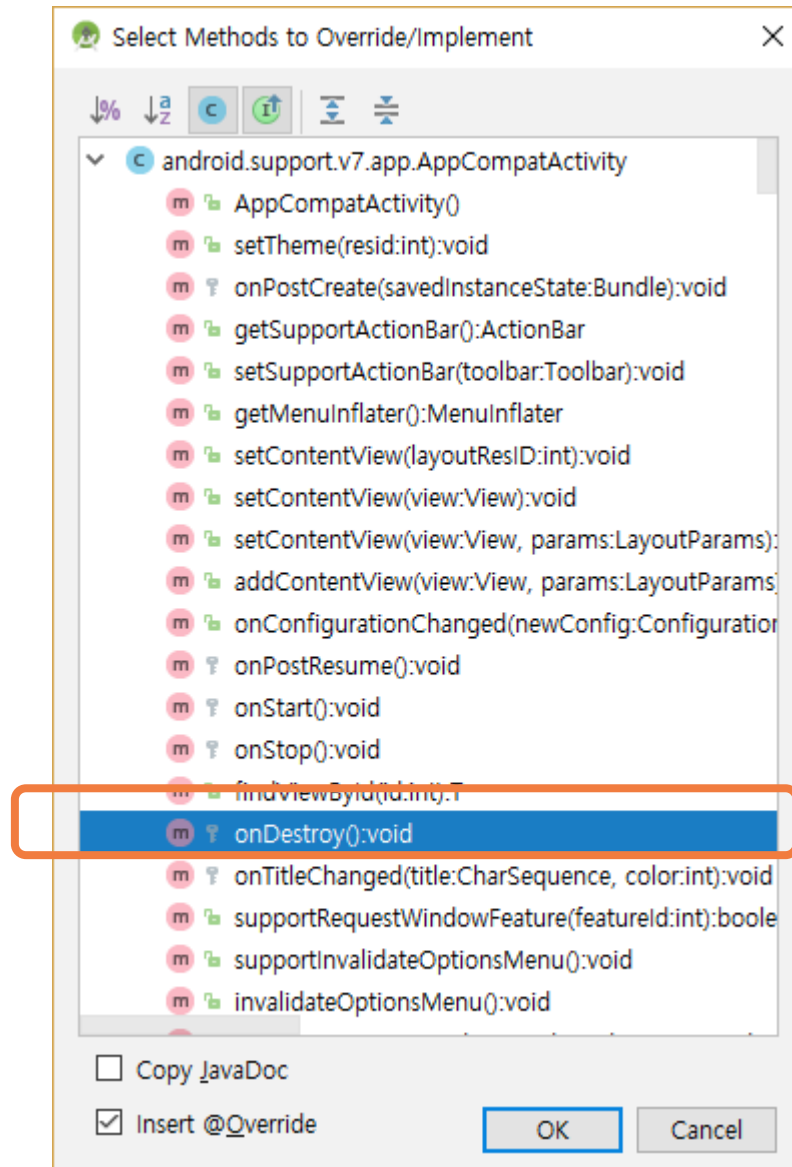 Select Methods to Override/Implement
android.support.v7.app.AppCompatActivity
AppCompatActivity()
setTheme(resid:int):void
onPostCreate(savedInstanceState:Bundle):void
getSupportActionBar():ActionBar
setSupportActionBar(toolbar:Toolbar):void
getMenuInflater():MenuInflater
setContentView(layoutResID:int):void
setContentView(view:View):void
setContentView(view:View, params:LayoutParams):
addContentView(view:View, params:LayoutParams)
onConfigurationChanged(newConfig:Configuration
onPostResume():void
onStart():void
onStop():void
findViewById(id:int):T
onDestroy():void
onTitleChanged(title:CharSequence, color:int):void
supportRequestWindowFeature(featureId:int):boole
supportInvalidateOptionsMenu():void
invalidateOptionsMenu():void
Copy JavaDoc
Insert @Override
OK Cancel